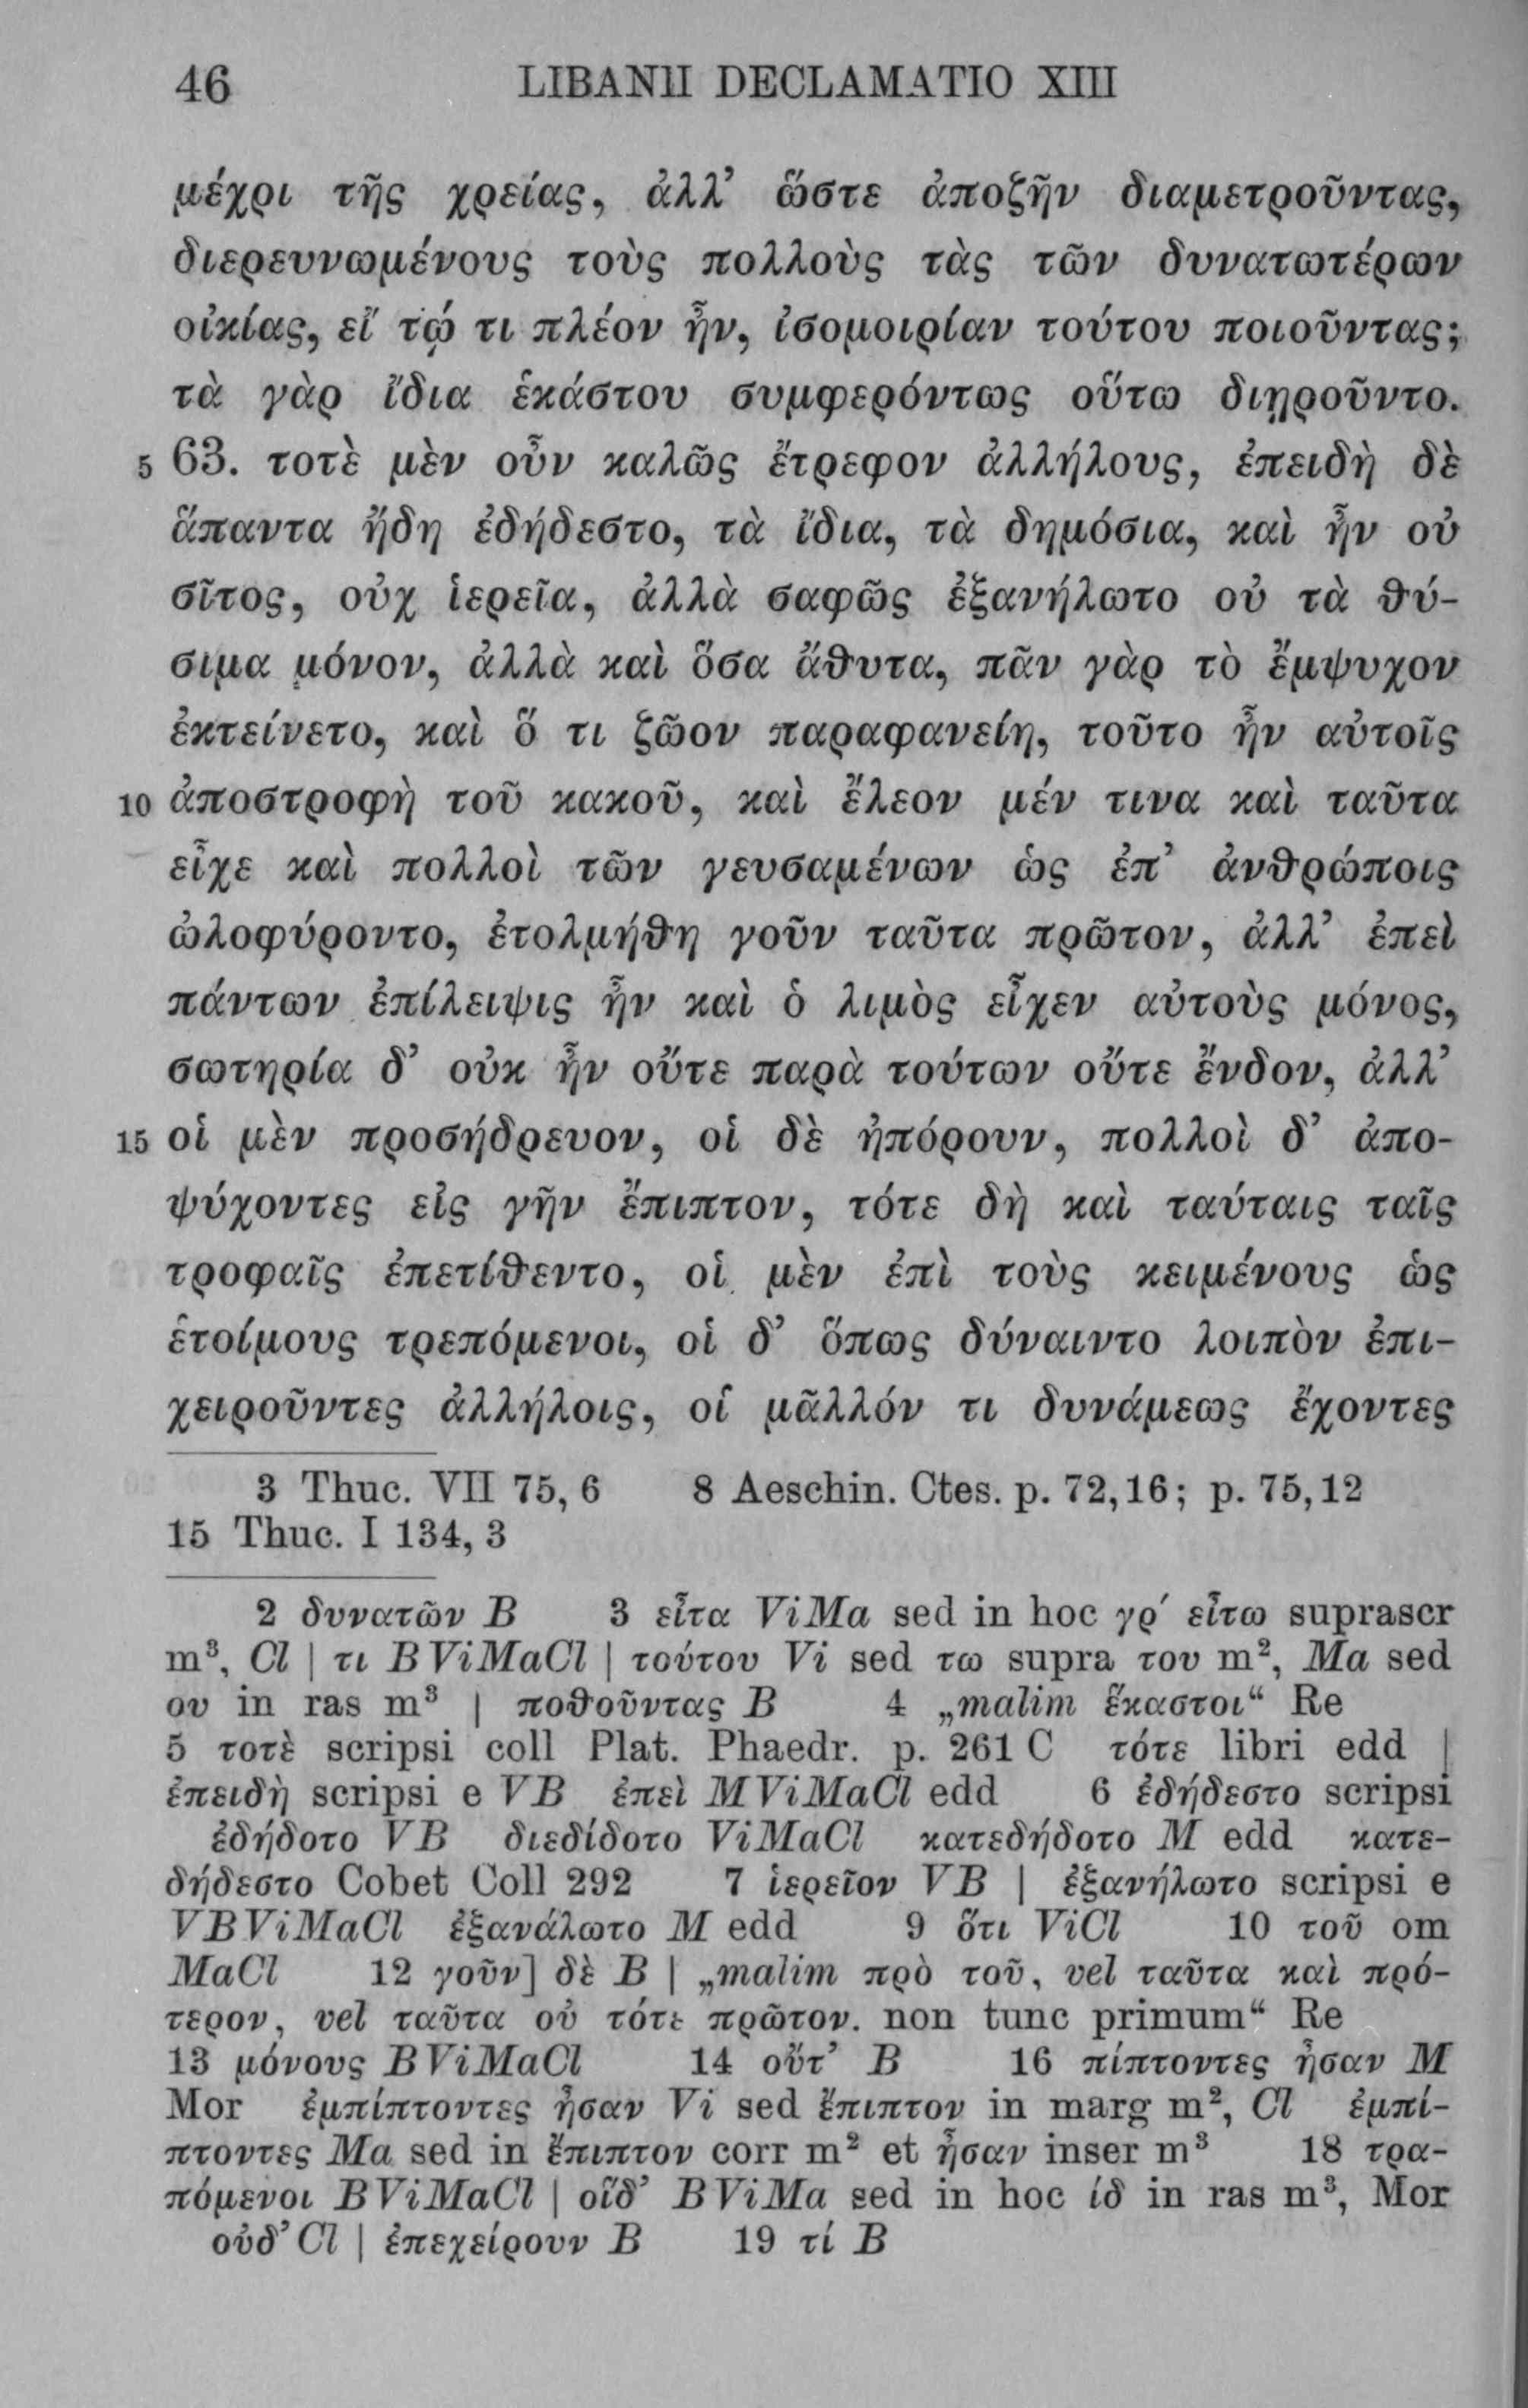 46 LIBANII DECLAMATIO XIII
μέχρι τῆς χρείας, ἀλλ’ ὥστε ἀποζῆν διαμετροῦντας,
διερευνωμένους τοὺς πολλοὺς τὰς τῶν δυνατωτέρων
οἰκίας, εἴ τῴ τι πλέον ἦν, ἰσομοιρίαν τούτου ποιοῦντας;
τὰ γὰρ ἴδια ἑκάστου συμφερόντως οὕτω διῃροῦντο.
5 63. τοτὲ μὲν οὖν καλῶς ἔτρεφον ἀλλήλους, ἐπειδὴ δὲ
ἅπαντα ἤδη ἐδήδεστο, τὰ ἴδια, τὰ δημόσια, καὶ ἦν οὐ
σῖτος, οὐχ ἱερεῖα, ἀλλὰ σαφῶς ἐξανήλωτο οὐ τὰ θύ-
σιμα μόνον, ἀλλὰ καὶ ὅσα ἄθυτα, πᾶν γὰρ τὸ ἔμψυχον
ἐκτείνετο, καὶ ὅ τι ζῶον παραφανείη, τοῦτο ἦν αὐτοῖς
10 ἀποστροφὴ τοῦ κακοῦ, καὶ ἔλεον μέν τινα καὶ ταῦτα
εἶχε καὶ πολλοὶ τῶν γευσαμένων ὡς ἐπ’ ἀνθρώποις
ὠλοφύροντο, ἐτολμήθη γοῦν ταῦτα πρῶτον, ἀλλ’ ἐπεὶ
πάντων ἐπίλειψις ἦν καὶ ὁ λιμὸς εἶχεν αὐτοὺς μόνος,
σωτηρία δ’ οὐκ ἦν οὔτε παρὰ τούτων οὔτε ἔνδον, ἀλλ’
15 οἱ μὲν προσήδρευον, οἱ δὲ ἠπόρουν, πολλοὶ δ’ ἀπο-
ψύχοντες εἰς γῆν ἔπιπτον, τότε δὴ καὶ ταύταις ταῖς
τροφαῖς ἐπετίθεντο, οἱ μὲν ἐπὶ τοὺς κειμένους ὡς
ἑτοίμους τρεπόμενοι, οἱ δ’ ὅπως δύναιντο λοιπὸν ἐπι-
χειροῦντες ἀλλήλοις, οἵ μᾶλλόν τι δυνάμεως ἔχοντες
3 Thuc. VII 75, 6 8 Aeschin. Ctes. p. 72,16; p. 75,12
15 Thuc. I 134, 3
2 δυνατῶν B 3 εἶτα ViMa sed in hoc γρ´ εἴτω suprascr
m³, Cl | τι BViMaCl | τούτου Vi sed τω supra του m², Ma sed
ου in ras m³ | ποθοῦντας B 4 „malim ἕκαστοι“ Re
5 τοτὲ scripsi coll Plat. Phaedr. p. 261 C τότε libri edd |
ἐπειδὴ scripsi e VB ἐπεὶ MViMaCl edd 6 ἐδήδεστο scripsi
ἐδήδοτο VB διεδίδοτο ViMaCl κατεδήδοτο M edd κατε-
δήδεστο Cobet Coll 292 7 ἱερεῖον VB | ἐξανήλωτο scripsi e
VBViMaCl ἐξανάλωτο M edd 9 ὅτι ViCl 10 τοῦ om
MaCl 12 γοῦν] δὲ B | „malim πρὸ τοῦ, vel ταῦτα καὶ πρό-
τερον, vel ταῦτα οὐ τότε πρῶτον. non tunc primum“ Re
13 μόνους BViMaCl 14 οὔτ’ B 16 πίπτοντες ἦσαν M
Mor ἐμπίπτοντες ἦσαν Vi sed ἔπιπτον in marg m², Cl ἐμπί-
πτοντες Ma sed in ἔπιπτον corr m² et ἦσαν inser m³ 18 τρα-
πόμενοι BViMaCl | οἵδ’ BViMa sed in hoc ίδ in ras m³, Mor
οὐδ’ Cl | ἐπεχείρουν B 19 τί B